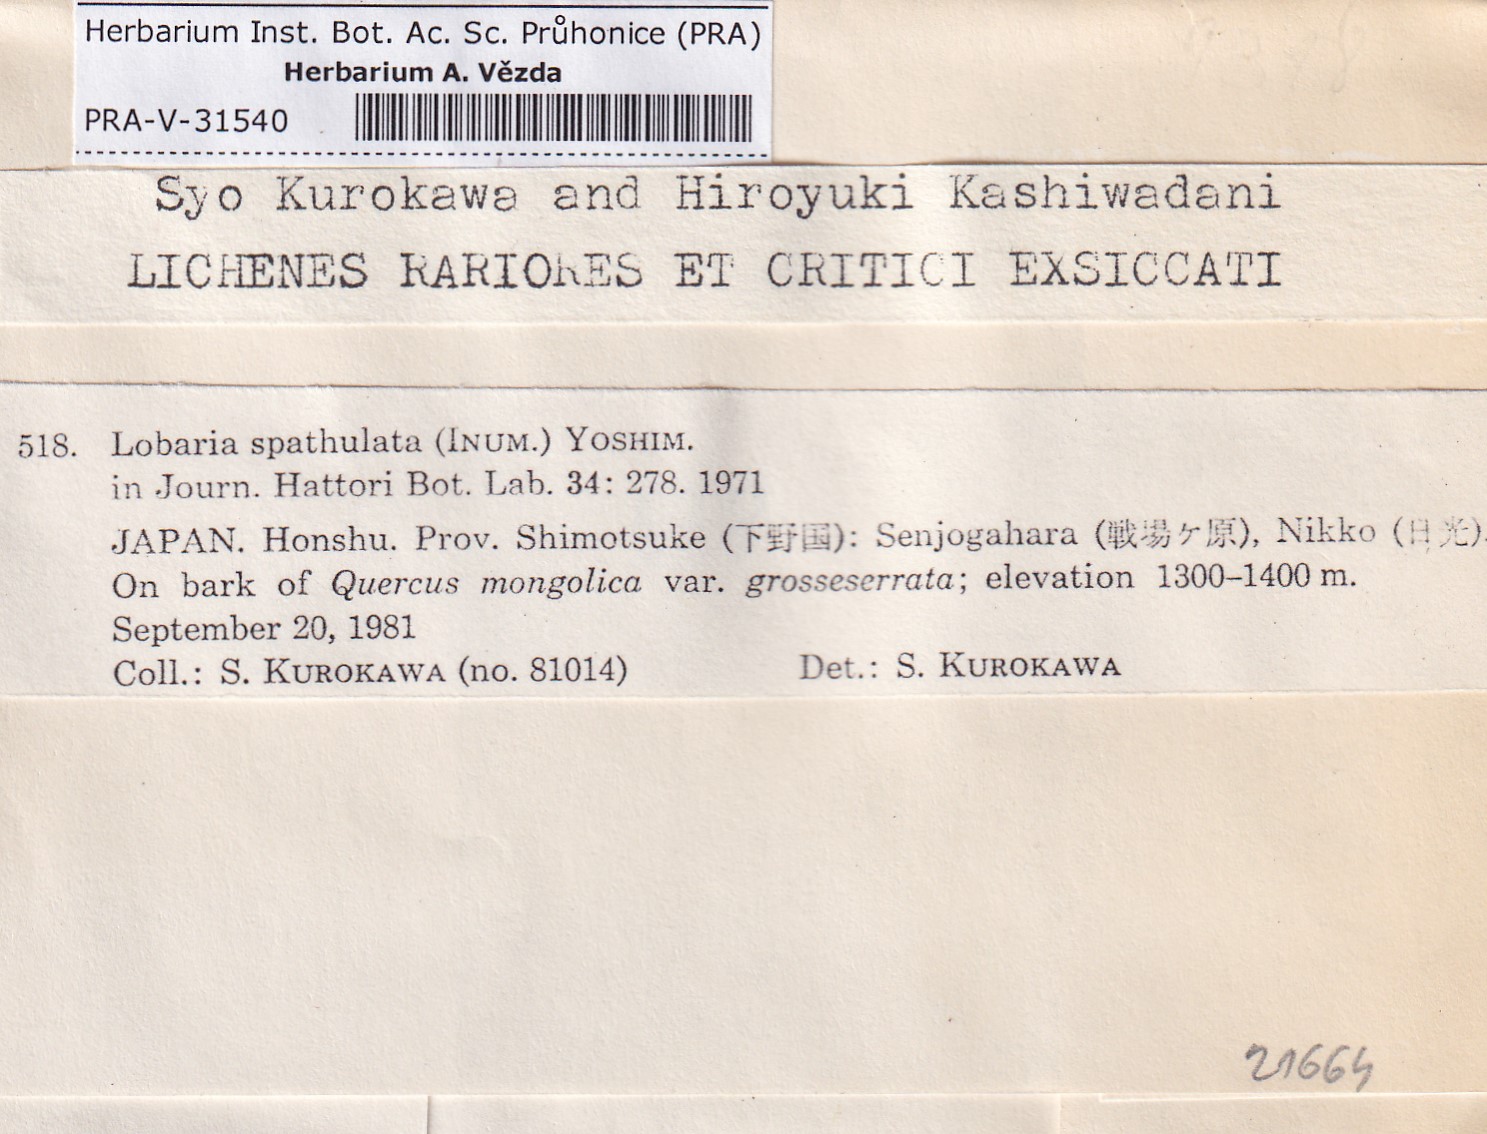 Herbarium Inst. Bot. Ac. Sc. Průhonice (PRA)
Herbarium A. Vězda
PRA-V-31540
Syo Kurokawa and Hiroyuki Kashiwadani
LICHENES RARIORES ET CRITICI EXSICCATI
518. Lobaria spathulata (INUM.) YOSHIM.
in Journ. Hattori Bot. Lab. 34: 278. 1971
JAPAN. Honshu. Prov. Shimotsuke (下野国): Senjogahara (戦場ケ原), Nikko (日光).
On bark of Quercus mongolica var. grosseserrata; elevation 1300–1400 m.
September 20, 1981
Coll.: S. KUROKAWA (no. 81014) Det.: S. KUROKAWA
21664